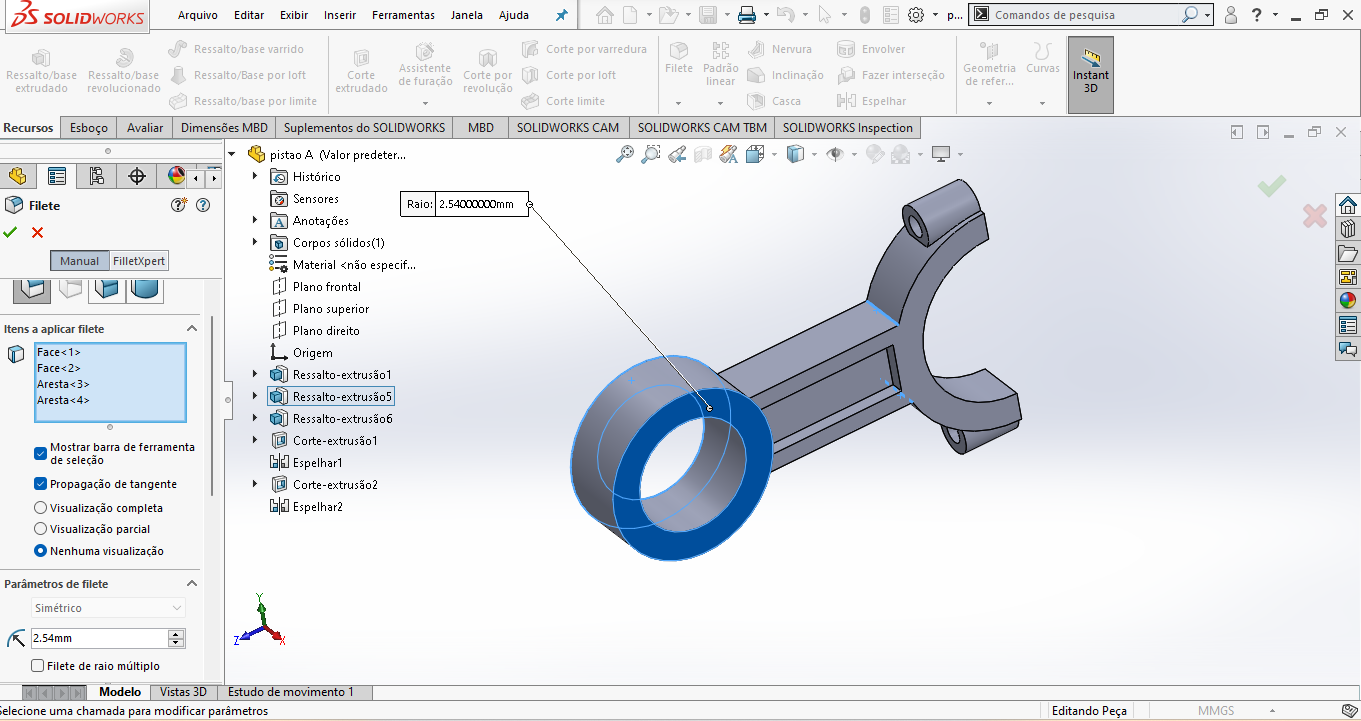 SOLIDWORKS
Arquivo Editar Exibir Inserir Ferramentas Janela Ajuda
p...
Comandos de pesquisa
?
Ressalto/base extrudado
Ressalto/base revolucionado
Ressalto/base varrido
Ressalto/Base por loft
Ressalto/base por limite
Corte extrudado
Assistente de furação
Corte por revolução
Corte por varredura
Corte por loft
Corte limite
Filete
Padrão linear
Nervura
Inclinação
Casca
Envolver
Fazer interseção
Espelhar
Geometria de refer...
Curvas
Instant 3D
Recursos Esboço Avaliar Dimensões MBD Suplementos do SOLIDWORKS MBD SOLIDWORKS CAM SOLIDWORKS CAM TBM SOLIDWORKS Inspection
Filete
Manual FilletXpert
Itens a aplicar filete
Face<1>
Face<2>
Aresta<3>
Aresta<4>
Mostrar barra de ferramenta
de seleção
Propagação de tangente
Visualização completa
Visualização parcial
Nenhuma visualização
Parâmetros de filete
Simétrico
2.54mm
Filete de raio múltiplo
pistao A (Valor predeter...
Histórico
Sensores
Anotações
Corpos sólidos(1)
Material <não especif...
Plano frontal
Plano superior
Plano direito
Origem
Ressalto-extrusão1
Ressalto-extrusão5
Ressalto-extrusão6
Corte-extrusão1
Espelhar1
Corte-extrusão2
Espelhar2
Raio: 2.54000000mm
Y
Z
X
Modelo Vistas 3D Estudo de movimento 1
Selecione uma chamada para modificar parâmetros
Editando Peça
MMGS